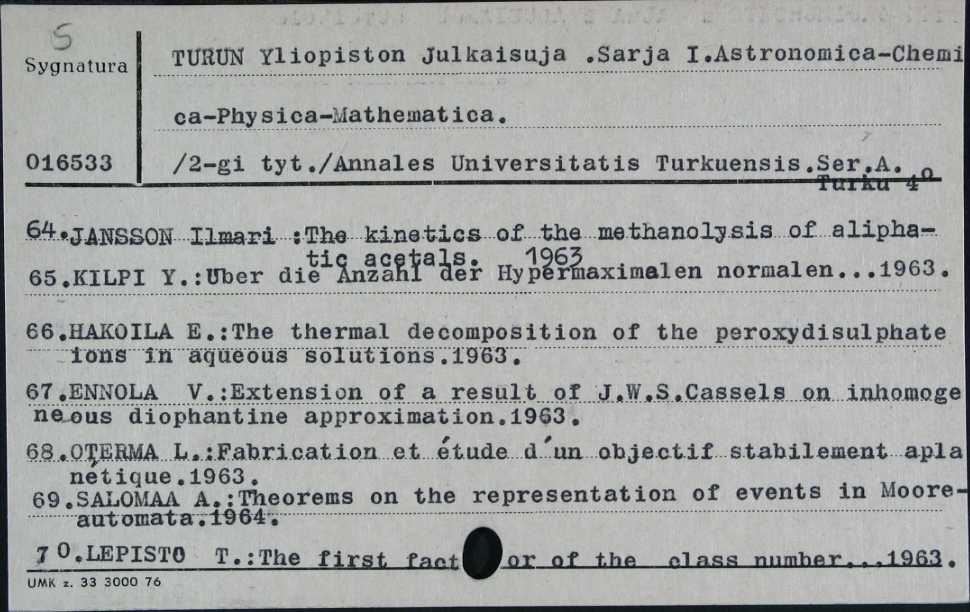 S
Sygnatura
TURUN Yliopiston Julkaisuja .Sarja I.Astronomica-Chemi
ca-Physica-Mathematica.
016533
/2-gi tyt./Annales Universitatis Turkuensis.Ser.A.
Turku 4°
64.JANSSON Ilmari :The kinetics of the methanolysis of alipha-
tic acetals. 1963
65.KILPI Y.:Uber die Anzahl der Hypermaximalen normalen...1963.
66.HAKOILA E.:The thermal decomposition of the peroxydisulphate
ions in aqueous solutions.1963.
67.ENNOLA V.:Extension of a result of J.W.S.Cassels on inhomoge
neous diophantine approximation.1963.
68.OTERMA L.:Fabrication et étude d´un objectif stabilement apla
nétique.1963.
69.SALOMAA A.:Theorems on the representation of events in Moore-
automata.1964.
70.LEPISTO T.:The first factor of the class number...1963.
UMK z. 33 3000 76